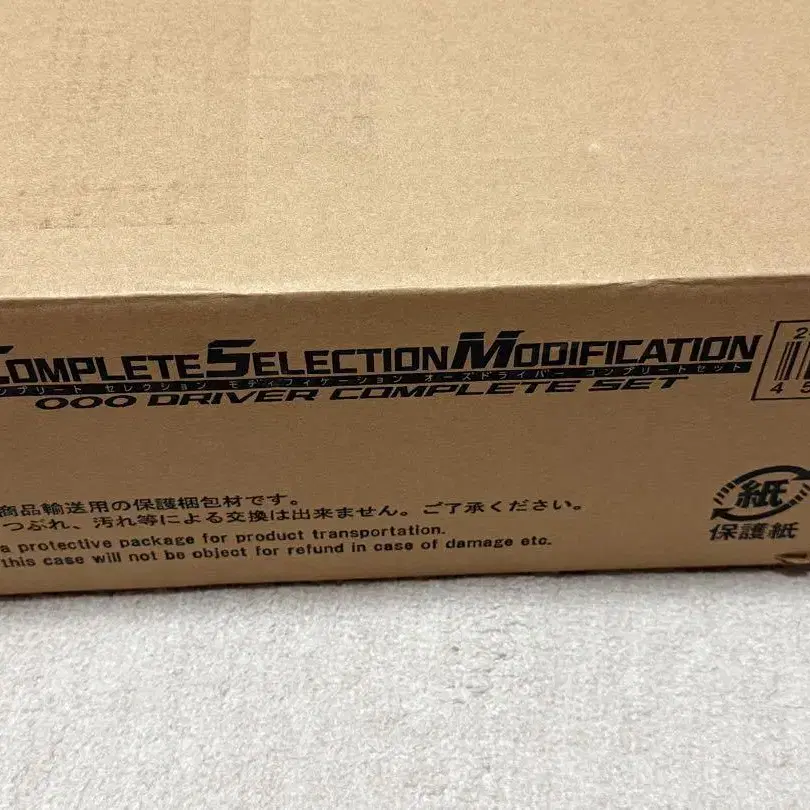 COMPLETE SELECTION MODIFICATION
ンプリート セレクション モディフィケーション オーズドライバー コンプリートセット
OOO DRIVER COMPLETE SET
商品輸送用の保護梱包材です。
つぶれ、汚れ等による交換は出来ません。ご了承ください。
a protective package for product transportation.
this case will not be object for refund in case of damage etc.
2
4
紙
保護紙